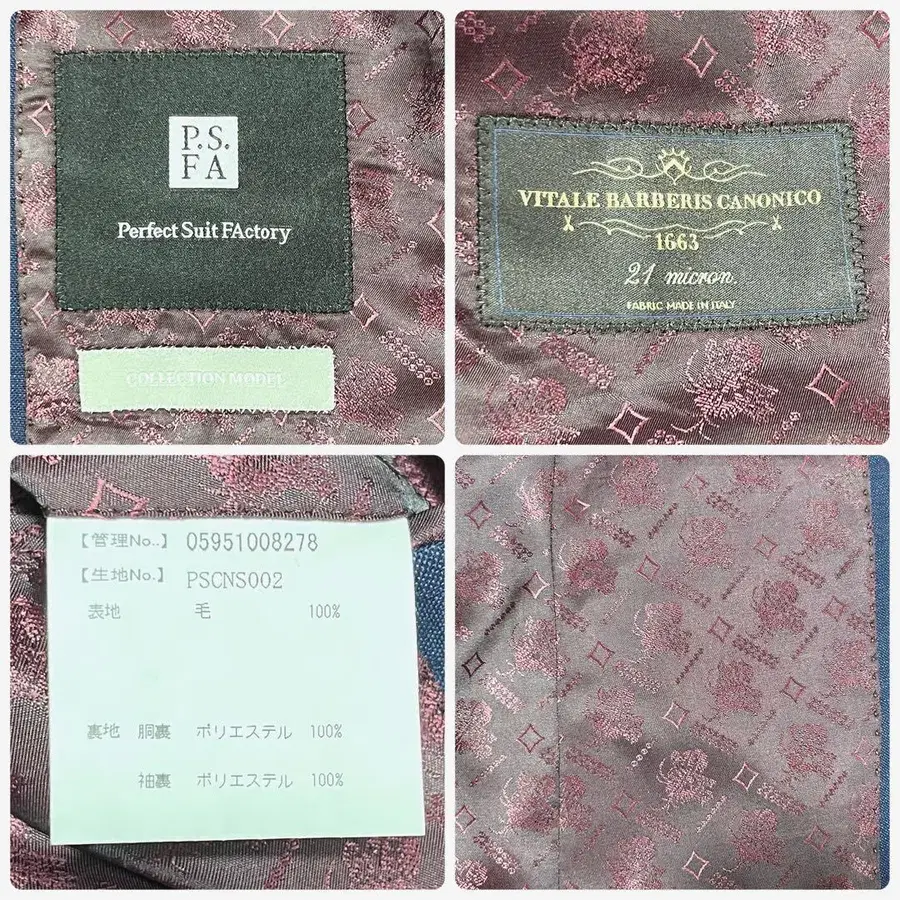 P.S.
FA
Perfect Suit FActory
COLLECTION MODEL
VITALE BARBERIS CANONICO
1663
21 micron.
FABRIC MADE IN ITALY
【管理No..】 05951008278
【生地No.】 PSCNS002
表地 毛 100%
裏地 胴裏 ポリエステル 100%
袖裏 ポリエステル 100%